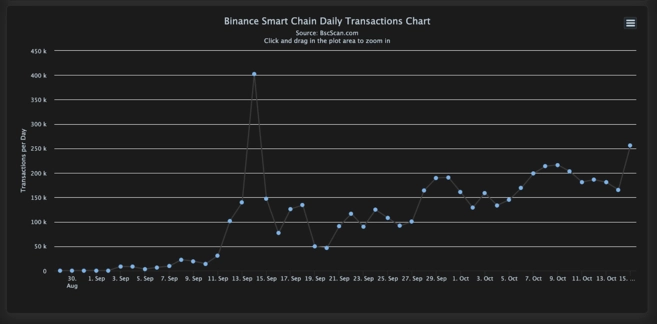 Binance Smart Chain Daily Transactions Chart
Source: BscScan.com
Click and drag in the plot area to zoom in
Transactions per Day
450 k
400 k
350 k
300 k
250 k
200 k
150 k
100 k
50 k
0
30. Aug
1. Sep
3. Sep
5. Sep
7. Sep
9. Sep
11. Sep
13. Sep
15. Sep
17. Sep
19. Sep
21. Sep
23. Sep
25. Sep
27. Sep
29. Sep
1. Oct
3. Oct
5. Oct
7. Oct
9. Oct
11. Oct
13. Oct
15. …